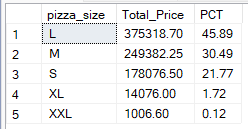 pizza_size Total_Price PCT
1 L 375318.70 45.89
2 M 249382.25 30.49
3 S 178076.50 21.77
4 XL 14076.00 1.72
5 XXL 1006.60 0.12